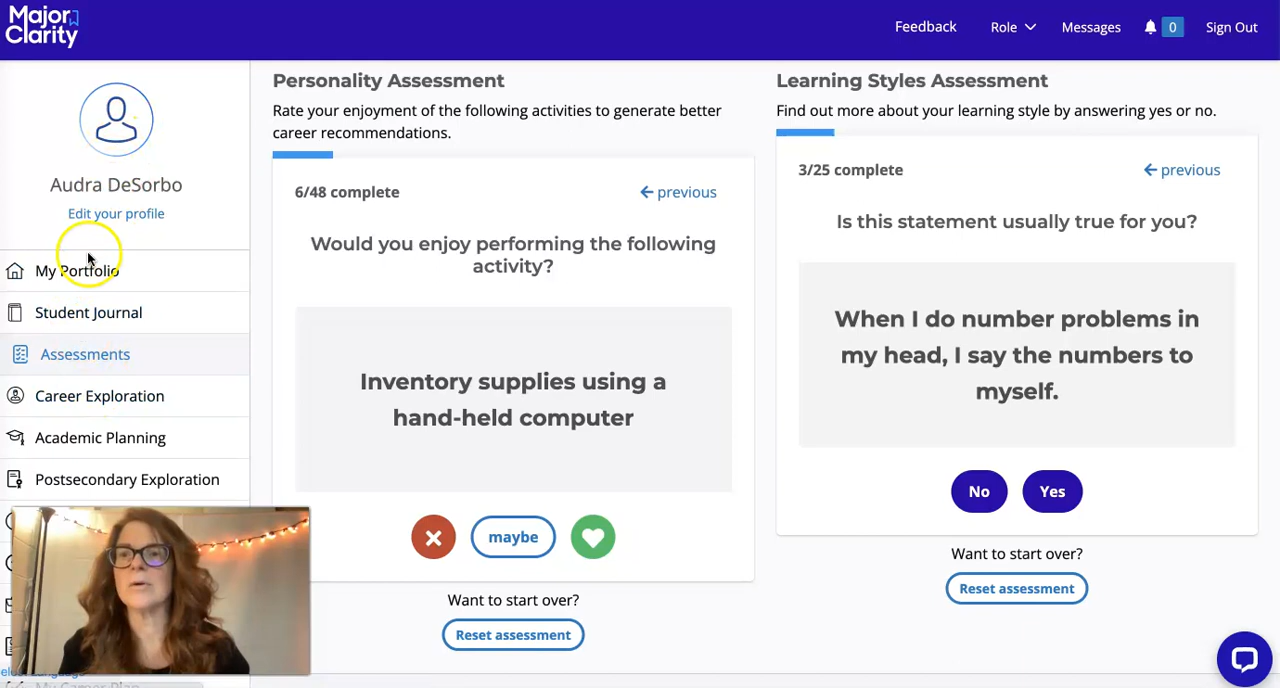 Major
Clarity
Feedback
Role
Messages
0
Sign Out
Audra DeSorbo
Edit your profile
My Portfolio
Student Journal
Assessments
Career Exploration
Academic Planning
Postsecondary Exploration
Personality Assessment
Rate your enjoyment of the following activities to generate better
career recommendations.
6/48 complete
previous
Would you enjoy performing the following
activity?
Inventory supplies using a
hand-held computer
maybe
Want to start over?
Reset assessment
Learning Styles Assessment
Find out more about your learning style by answering yes or no.
3/25 complete
previous
Is this statement usually true for you?
When I do number problems in
my head, I say the numbers to
myself.
No
Yes
Want to start over?
Reset assessment